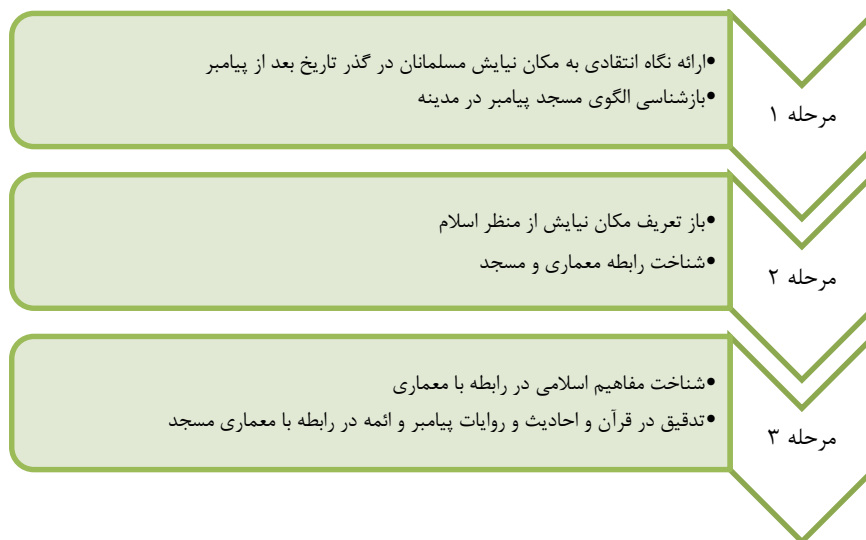 مرحله ۱
•ارائه نگاه انتقادی به مکان نیایش مسلمانان در گذر تاریخ بعد از پیامبر
•بازشناسی الگوی مسجد پیامبر در مدینه
مرحله ۲
•باز تعریف مکان نیایش از منظر اسلام
•شناخت رابطه معماری و مسجد
مرحله ۳
•شناخت مفاهیم اسلامی در رابطه با معماری
•تدقیق در قرآن و احادیث و روایات پیامبر و ائمه در رابطه با معماری مسجد